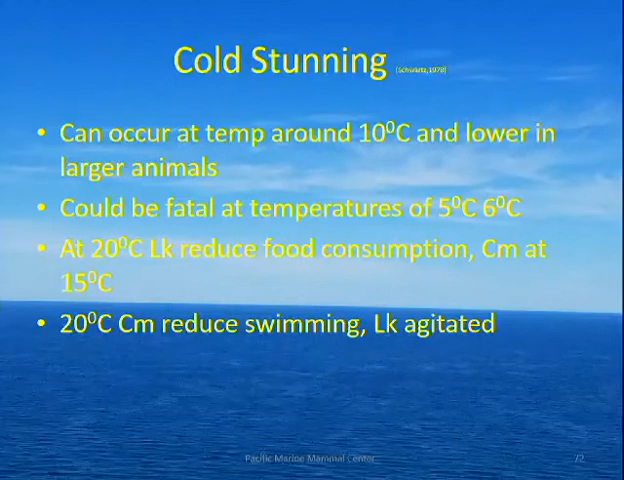 Cold Stunning (Schwartz,1978)
• Can occur at temp around 10⁰C and lower in
larger animals
• Could be fatal at temperatures of 5⁰C 6⁰C
• At 20⁰C Lk reduce food consumption, Cm at
15⁰C
• 20⁰C Cm reduce swimming, Lk agitated
Pacific Marine Mammal Center
72